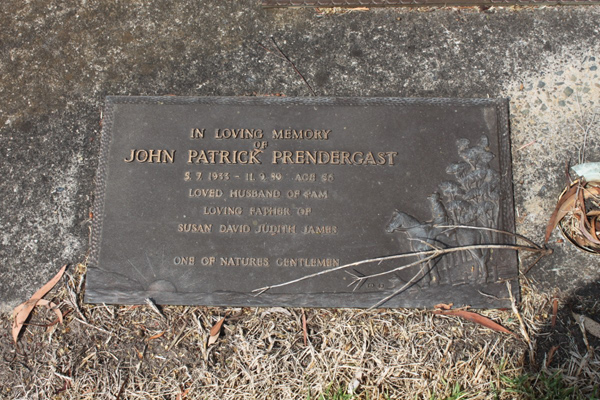 IN LOVING MEMORY
OF
JOHN PATRICK PRENDERGAST
5.7.1933 - 11.9.89 AGE 56
LOVED HUSBAND OF PAM
LOVING FATHER OF
SUSAN DAVID JUDITH JAMES
ONE OF NATURES GENTLEMEN